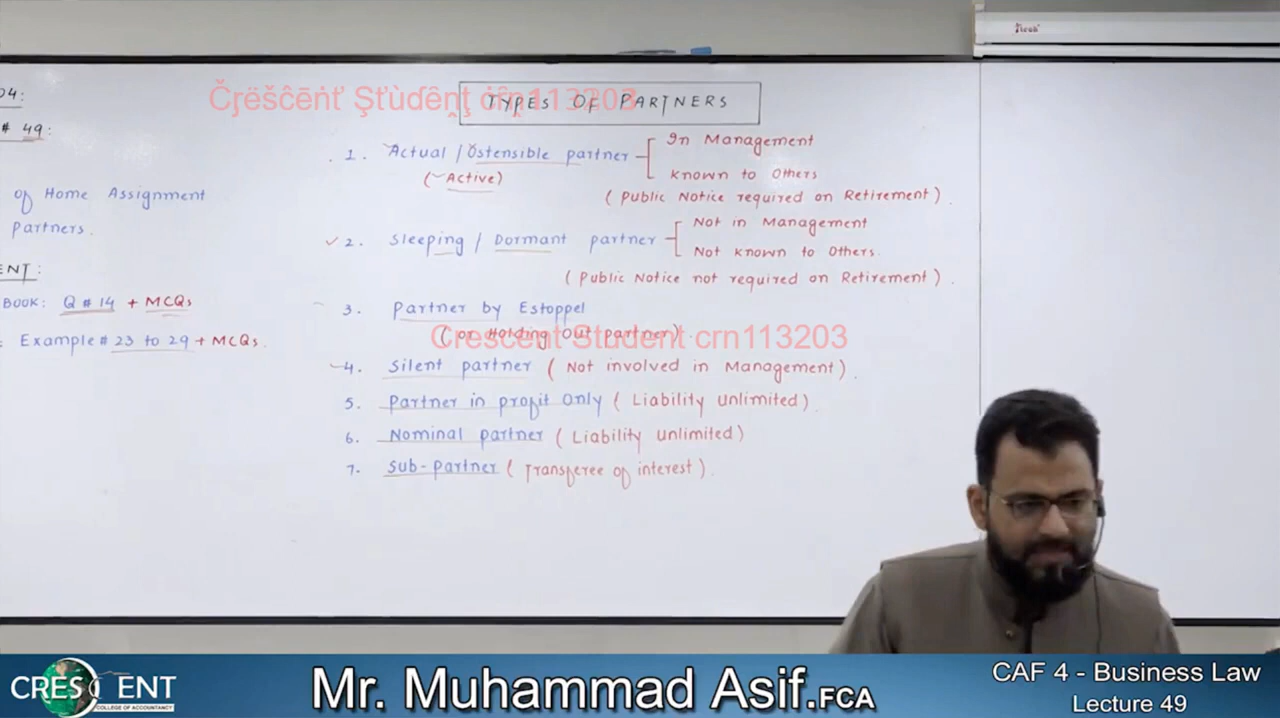 04:
# 49:
of Home Assignment
partners.
ENT:
BOOK: Q # 14 + MCQs
: Example # 23 to 29 + MCQs.
TYPES OF PARTNERS
1. Actual / Ostensible partner
(Active)
In Management
Known to Others
(Public Notice required on Retirement).
2. Sleeping / Dormant partner
Not in Management
Not known to Others.
(Public Notice not required on Retirement).
3. Partner by Estoppel
(or Holding Out partner)
4. Silent partner (Not involved in Management).
5. Partner in profit Only (Liability unlimited).
6. Nominal partner (Liability unlimited)
7. Sub-partner (Transferee of interest).
Čŗëšĉēṅť Şťùďêņţ ċřņ113203
Crescent Student crn113203
CRESCENT
COLLEGE OF ACCOUNTANCY
Mr. Muhammad Asif.FCA
CAF 4 - Business Law
Lecture 49